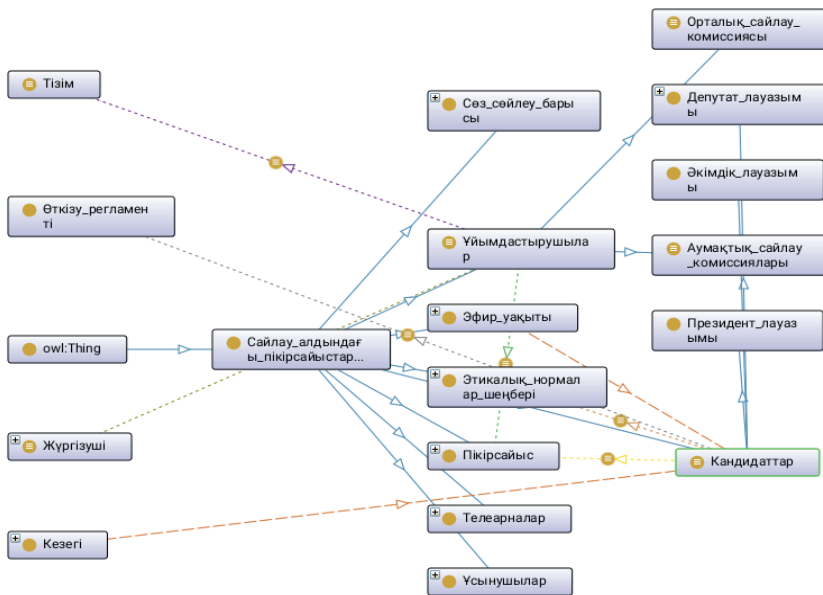 Тізім
Өткізу_регламен
ті
owl:Thing
Жүргізуші
Кезегі
Сайлау_алдындағ
ы_пікірсайыстар...
Сөз_сөйлеу_бары
сы
Ұйымдастырушыла
р
Эфир_уақыты
Этикалық_нормал
ар_шеңбері
Пікірсайыс
Телеарналар
Ұсынушылар
Орталық_сайлау_
комиссиясы
Депутат_лауазым
ы
Әкімдік_лауазым
ы
Аумақтық_сайлау
_комиссиялары
Президент_лауаз
ымы
Кандидаттар